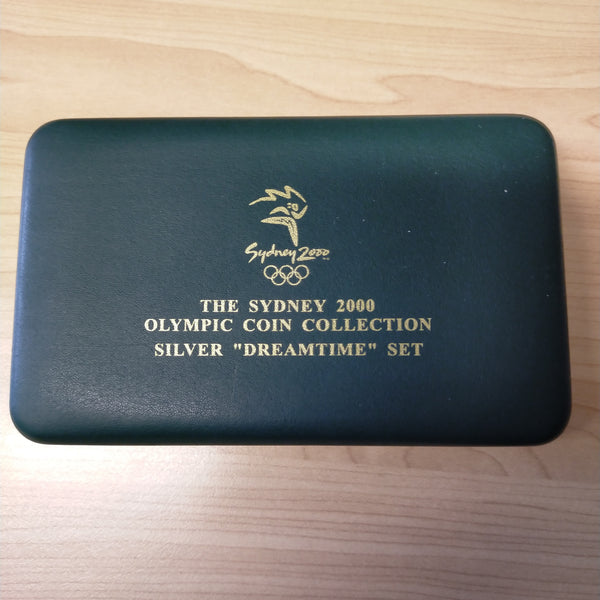 Sydney 2000
THE SYDNEY 2000
OLYMPIC COIN COLLECTION
SILVER "DREAMTIME" SET